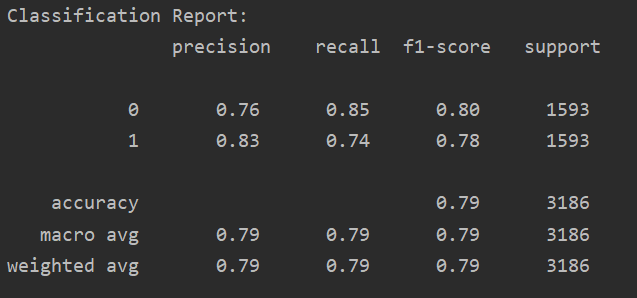 Classification Report:
precision recall f1-score support
0 0.76 0.85 0.80 1593
1 0.83 0.74 0.78 1593
accuracy 0.79 3186
macro avg 0.79 0.79 0.79 3186
weighted avg 0.79 0.79 0.79 3186